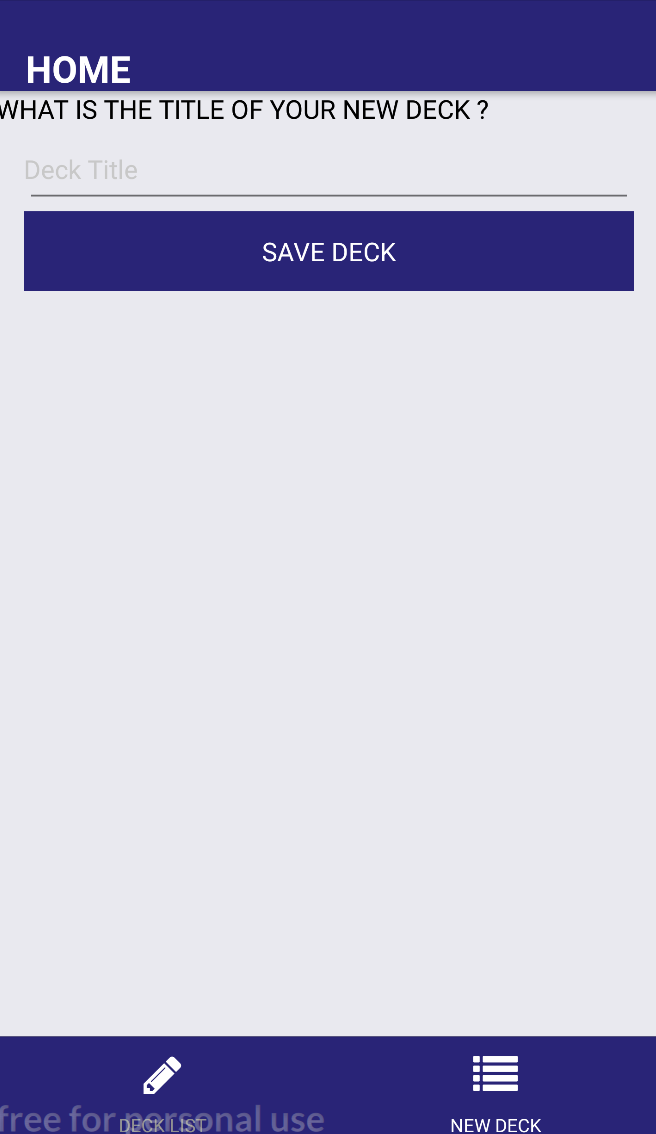 HOME
WHAT IS THE TITLE OF YOUR NEW DECK ?
Deck Title
SAVE DECK
free for personal use
DECK LIST
NEW DECK